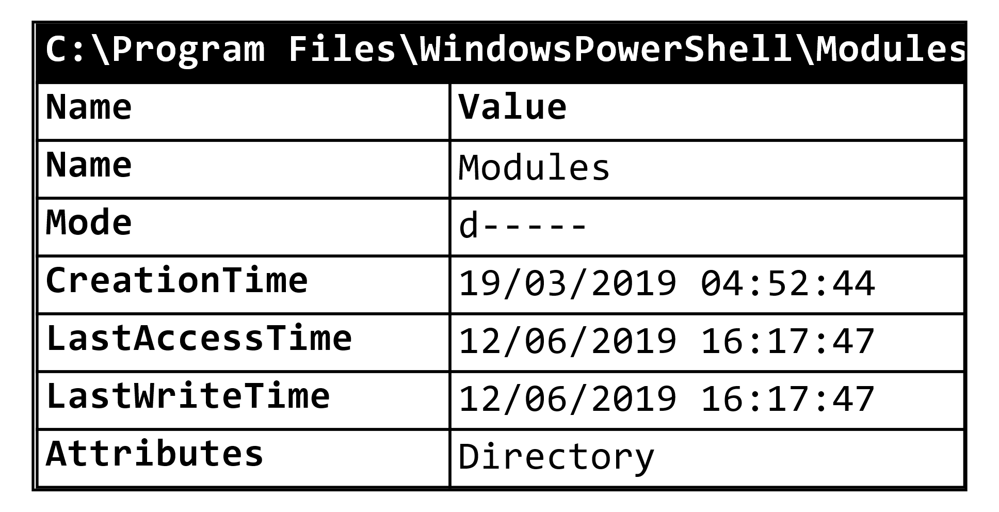 C:\Program Files\WindowsPowerShell\Modules
Name Value
Name Modules
Mode d-----
CreationTime 19/03/2019 04:52:44
LastAccessTime 12/06/2019 16:17:47
LastWriteTime 12/06/2019 16:17:47
Attributes Directory